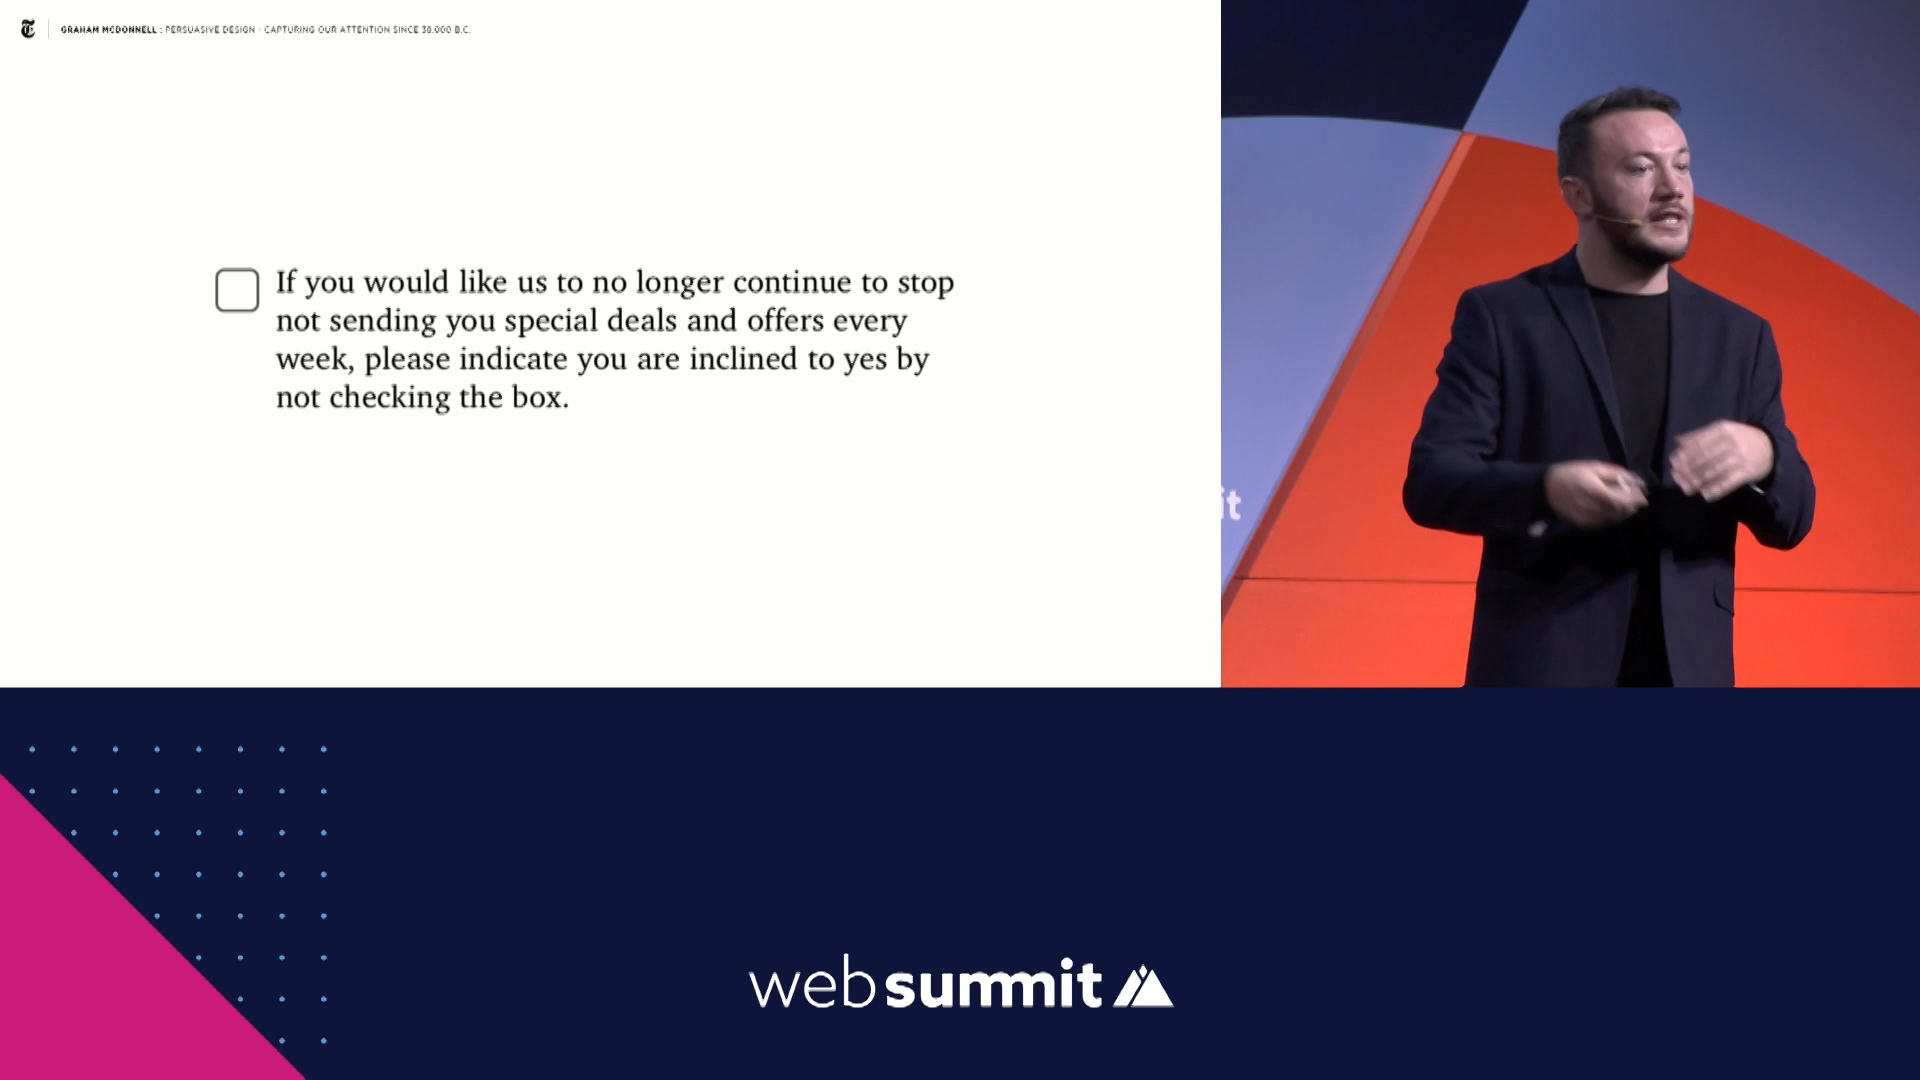 GRAHAM MCDONNELL : PERSUASIVE DESIGN - CAPTURING OUR ATTENTION SINCE 30.000 B.C.
If you would like us to no longer continue to stop
not sending you special deals and offers every
week, please indicate you are inclined to yes by
not checking the box.
it
websummit